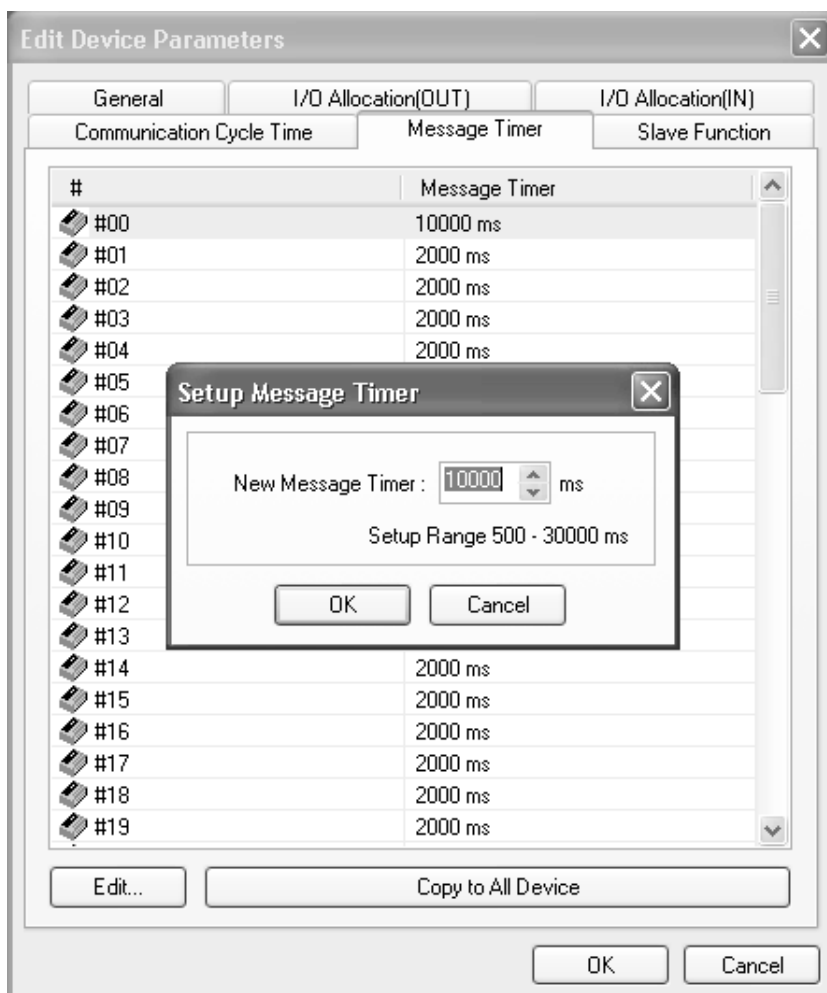 Edit Device Parameters
General I/O Allocation(OUT) I/O Allocation(IN)
Communication Cycle Time Message Timer Slave Function
# Message Timer
#00 10000 ms
#01 2000 ms
#02 2000 ms
#03 2000 ms
#04 2000 ms
#05
#06
#07
#08
#09
#10
#11
#12
#13
Setup Message Timer
New Message Timer : 10000 ms
Setup Range 500 - 30000 ms
OK Cancel
#14 2000 ms
#15 2000 ms
#16 2000 ms
#17 2000 ms
#18 2000 ms
#19 2000 ms
Edit... Copy to All Device
OK Cancel